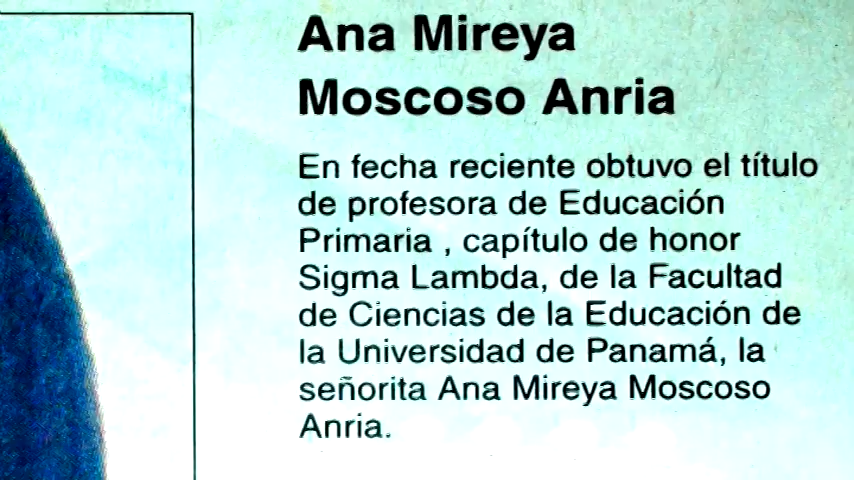 Ana Mireya
Moscoso Anria
En fecha reciente obtuvo el título
de profesora de Educación
Primaria , capítulo de honor
Sigma Lambda, de la Facultad
de Ciencias de la Educación de
la Universidad de Panamá, la
señorita Ana Mireya Moscoso
Anria.